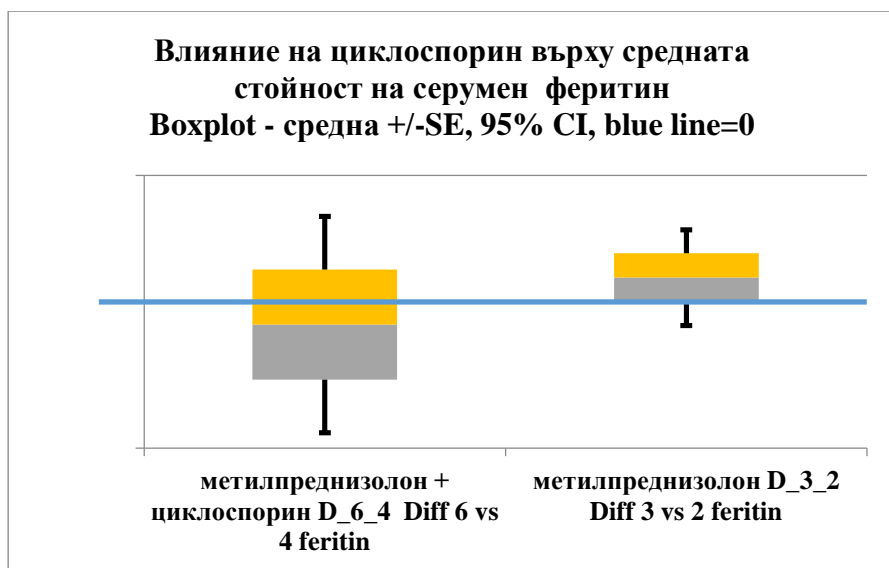 Влияние на циклоспорин върху средната
стойност на серумен феритин
Boxplot - средна +/-SE, 95% CI, blue line=0
метилпреднизолон +
циклоспорин D_6_4 Diff 6 vs
4 feritin
метилпреднизолон D_3_2
Diff 3 vs 2 feritin